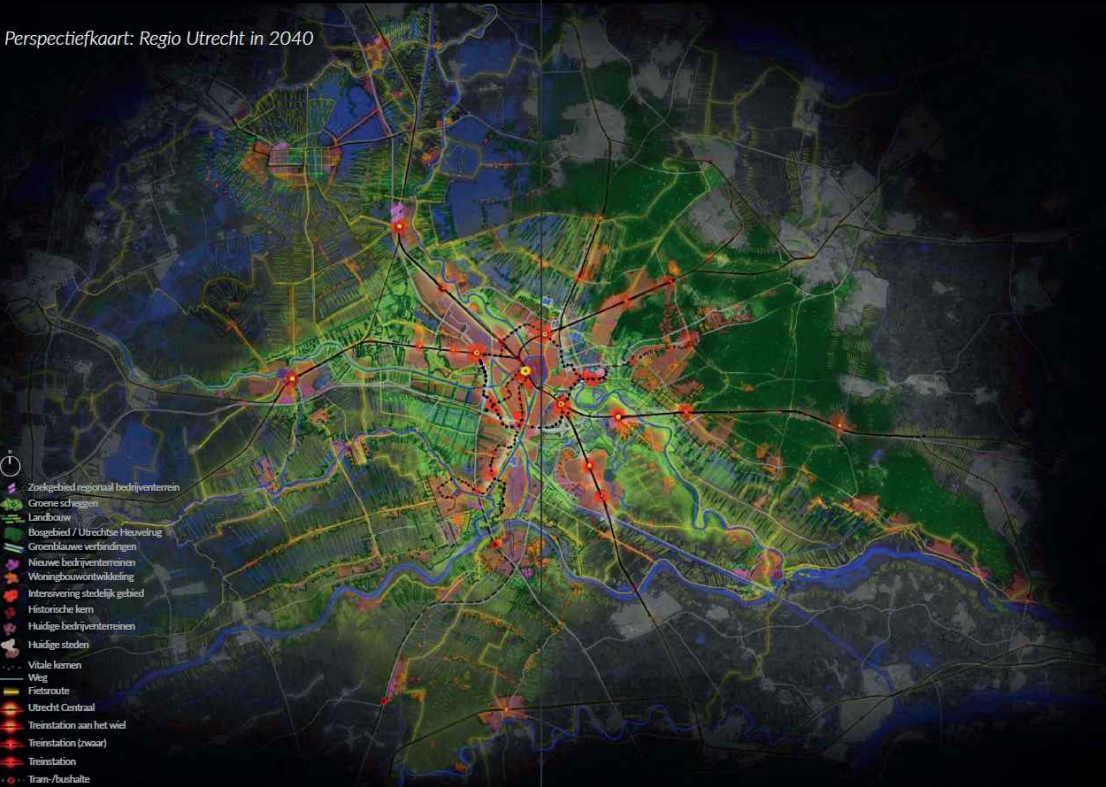 Perspectiefkaart: Regio Utrecht in 2040
Zoekgebied regionaal bedrijventerrein
Groene scheggen
Landbouw
Bosgebied / Utrechtse Heuvelrug
Groenblauwe verbindingen
Nieuwe bedrijventerreinen
Woningbouwontwikkeling
Intensivering stedelijk gebied
Historische kern
Huidige bedrijventerreinen
Huidige steden
Vitale kernen
Weg
Fietsroute
Utrecht Centraal
Treinstation aan het wiel
Treinstation (zwaar)
Treinstation
Tram-/bushalte